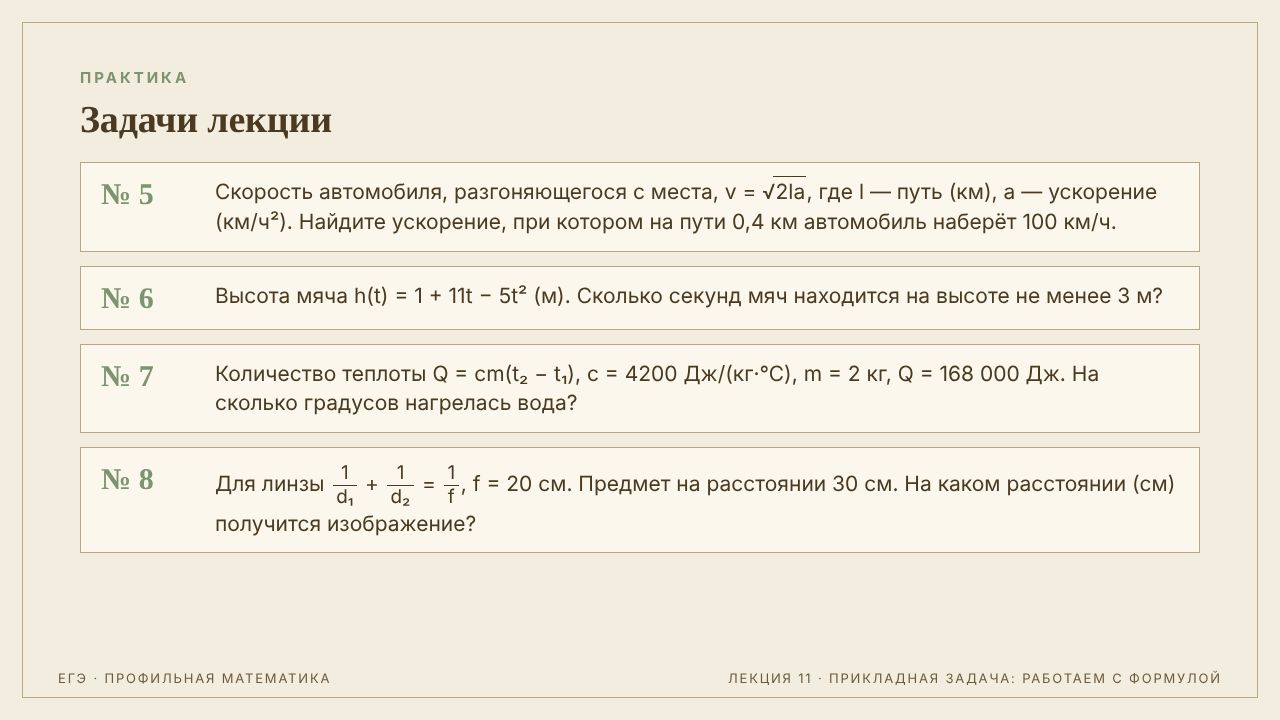 ПРАКТИКА
Задачи лекции
№ 5
Скорость автомобиля, разгоняющегося с места, v = √2la, где l — путь (км), a — ускорение
(км/ч²). Найдите ускорение, при котором на пути 0,4 км автомобиль наберёт 100 км/ч.
№ 6
Высота мяча h(t) = 1 + 11t − 5t² (м). Сколько секунд мяч находится на высоте не менее 3 м?
№ 7
Количество теплоты Q = cm(t₂ − t₁), c = 4200 Дж/(кг·°С), m = 2 кг, Q = 168 000 Дж. На
сколько градусов нагрелась вода?
№ 8
Для линзы 1/d₁ + 1/d₂ = 1/f, f = 20 см. Предмет на расстоянии 30 см. На каком расстоянии (см)
получится изображение?
ЕГЭ · ПРОФИЛЬНАЯ МАТЕМАТИКА
ЛЕКЦИЯ 11 · ПРИКЛАДНАЯ ЗАДАЧА: РАБОТАЕМ С ФОРМУЛОЙ